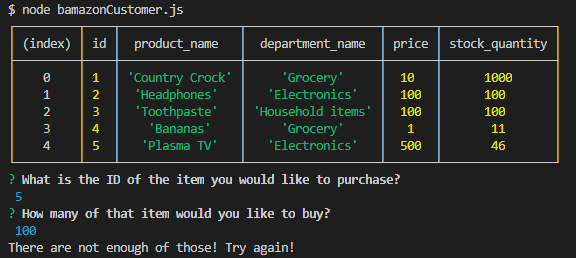 $ node bamazonCustomer.js
(index) id product_name department_name price stock_quantity
0 1 'Country Crock' 'Grocery' 10 1000
1 2 'Headphones' 'Electronics' 100 100
2 3 'Toothpaste' 'Household items' 100 100
3 4 'Bananas' 'Grocery' 1 11
4 5 'Plasma TV' 'Electronics' 500 46
? What is the ID of the item you would like to purchase?
5
? How many of that item would you like to buy?
100
There are not enough of those! Try again!